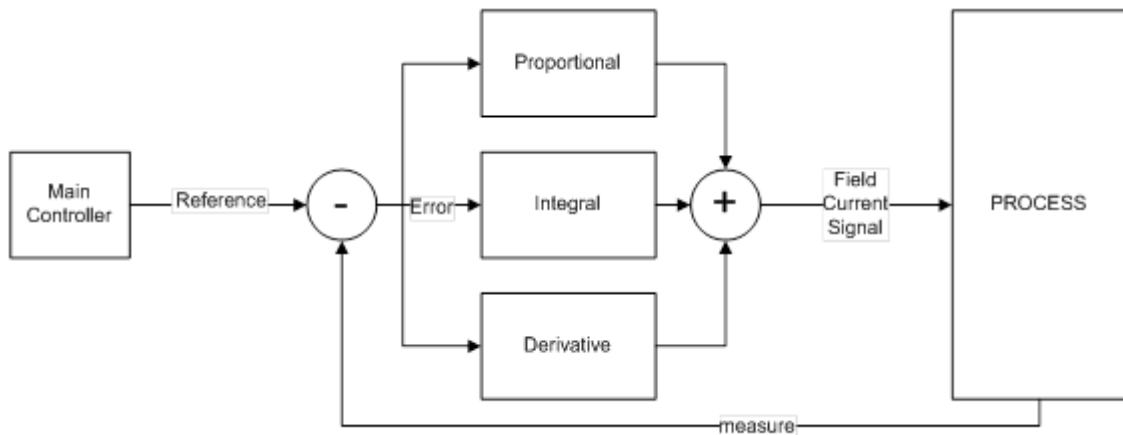 Proportional
Main
Controller
Reference
-
Error
Integral
+
Field
Current
Signal
PROCESS
Derivative
measure